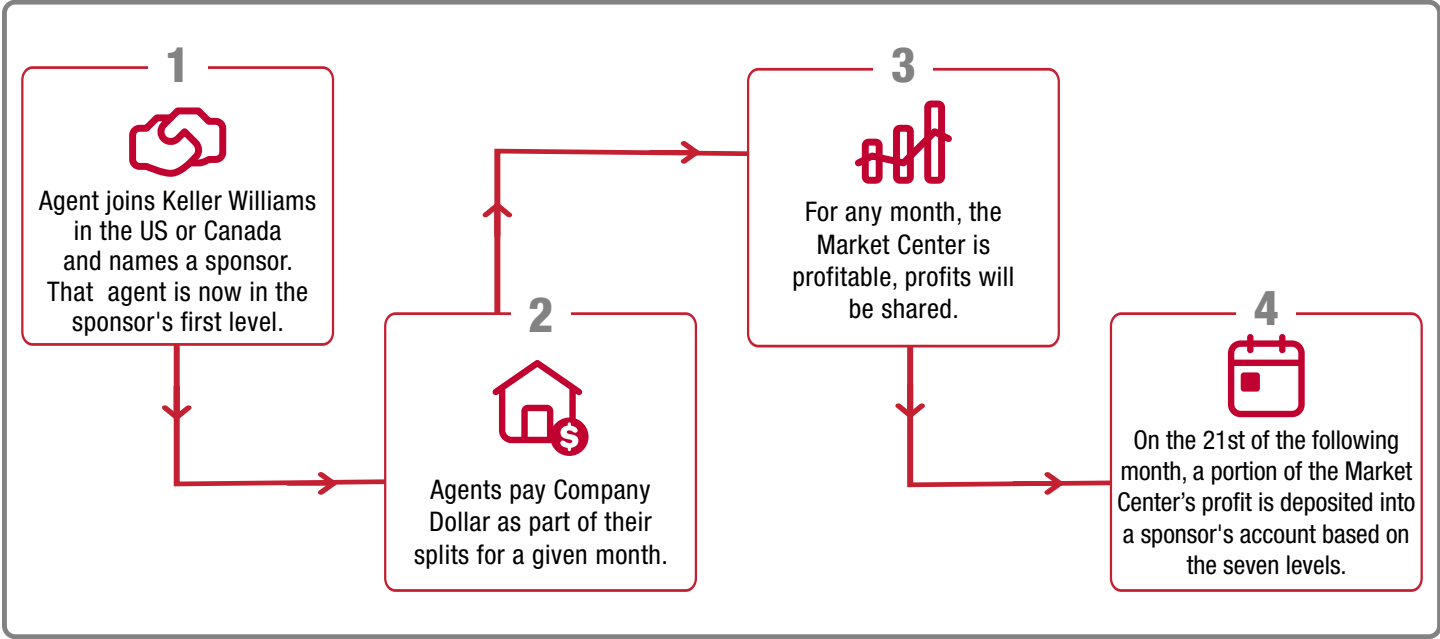 1
Agent joins Keller Williams
in the US or Canada
and names a sponsor.
That agent is now in the
sponsor's first level.
2
$
Agents pay Company
Dollar as part of their
splits for a given month.
3
For any month, the
Market Center is
profitable, profits will
be shared.
4
On the 21st of the following
month, a portion of the Market
Center’s profit is deposited into
a sponsor's account based on
the seven levels.